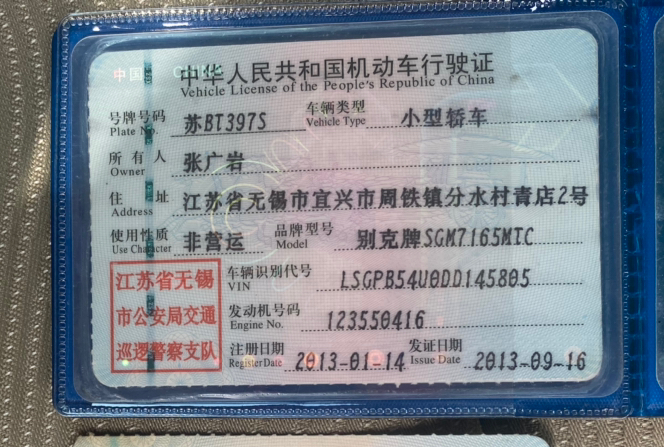 中华人民共和国机动车行驶证
Vehicle License of the People's Republic of China
号牌号码 苏BT397S 车辆类型 小型轿车
Plate No. Vehicle Type
所有人 张广岩
Owner
住址 江苏省无锡市宜兴市周铁镇分水村青店2号
Address
使用性质 非营运 品牌型号 别克牌SGM7165MTC
Use Character Model
江苏省无锡
市公安局交通
巡逻警察支队
车辆识别代号 LSGPB54U0DD145805
VIN
发动机号码 123550416
Engine No.
注册日期 2013-01-14 发证日期 2013-09-16
Register Date Issue Date